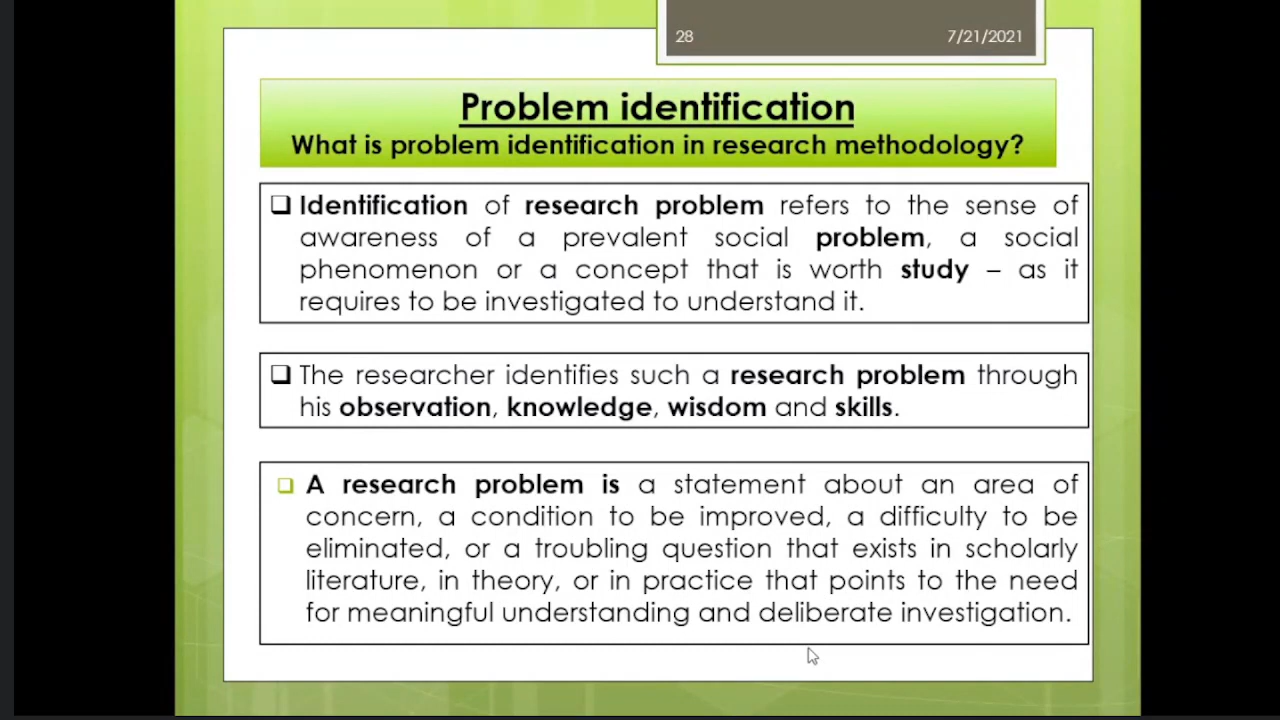 28 7/21/2021
Problem identification
What is problem identification in research methodology?
❑ Identification of research problem refers to the sense of
awareness of a prevalent social problem, a social
phenomenon or a concept that is worth study – as it
requires to be investigated to understand it.
❑ The researcher identifies such a research problem through
his observation, knowledge, wisdom and skills.
❑ A research problem is a statement about an area of
concern, a condition to be improved, a difficulty to be
eliminated, or a troubling question that exists in scholarly
literature, in theory, or in practice that points to the need
for meaningful understanding and deliberate investigation.